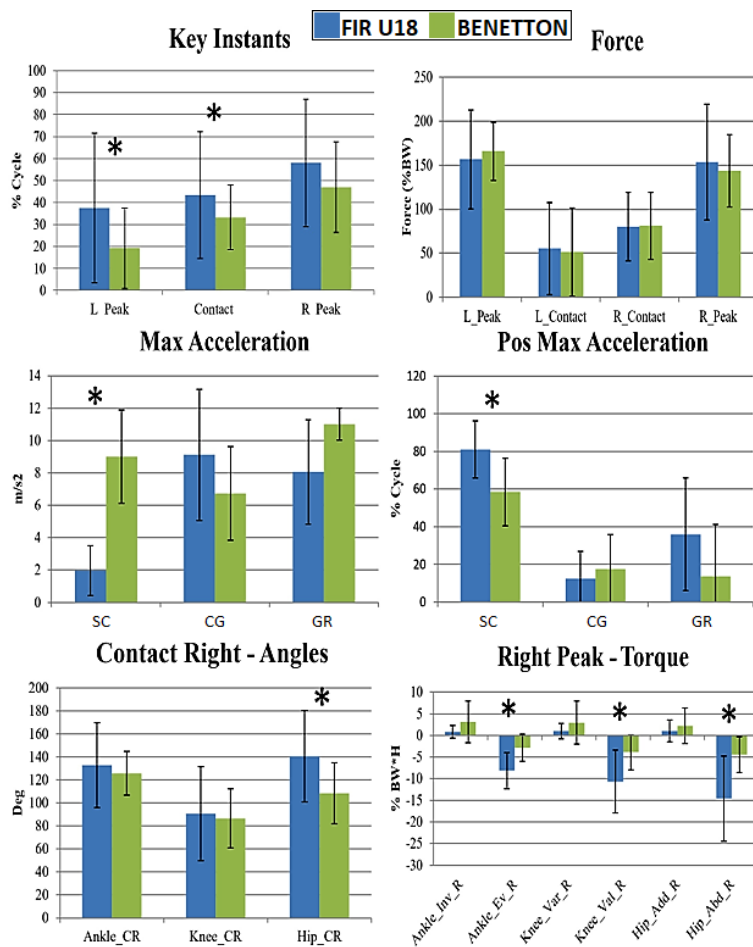 FIR U18 BENETTON
Key Instants
% Cycle
100
90
80
70
60
50
40
30
20
10
0
* *
L Peak Contact R Peak
Force
Force (%BW)
250
200
150
100
50
0
L_Peak L_Contact R_Contact R_Peak
Max Acceleration
m/s2
14
12
10
8
6
4
2
0
*
SC CG GR
Pos Max Acceleration
% Cycle
120
100
80
60
40
20
0
*
SC CG GR
Contact Right - Angles
Deg
200
180
160
140
120
100
80
60
40
20
0
*
Ankle_CR Knee_CR Hip_CR
Right Peak - Torque
% BW*H
10
5
0
-5
-10
-15
-20
-25
-30
* * *
Ankle_Inv_R Ankle_Ev_R Knee_Var_R Knee_Val_R Hip_Add_R Hip_Abd_R